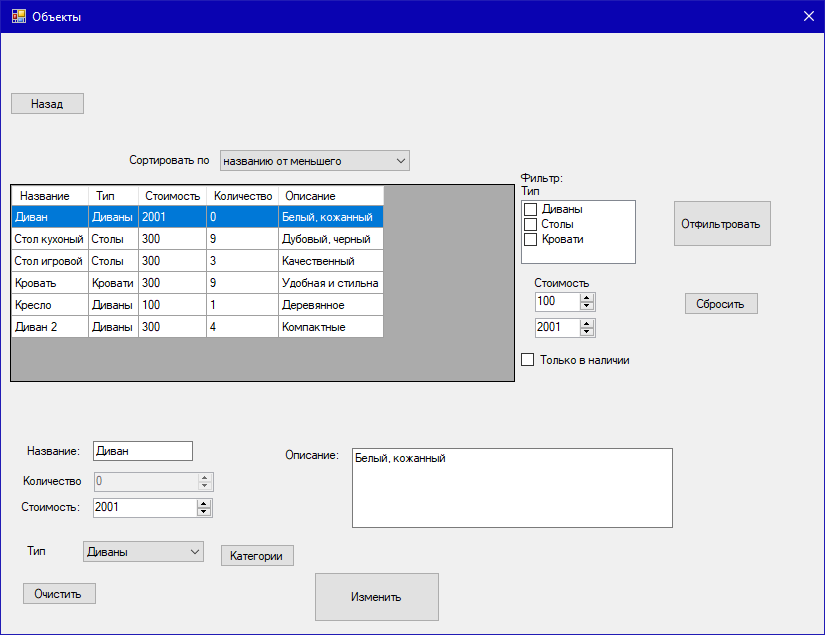 Объекты
Назад
Сортировать по названию от меньшего
Фильтр:
Тип
Название Тип Стоимость Количество Описание
Диван Диваны 2001 0 Белый, кожанный
Стол кухоный Столы 300 9 Дубовый, черный
Стол игровой Столы 300 3 Качественный
Кровать Кровати 300 9 Удобная и стильна
Кресло Диваны 100 1 Деревянное
Диван 2 Диваны 300 4 Компактные
Диваны
Столы
Кровати
Отфильтровать
Стоимость
100
2001
Сбросить
Только в наличии
Название: Диван
Количество 0
Стоимость: 2001
Описание: Белый, кожанный
Тип Диваны Категории
Очистить Изменить